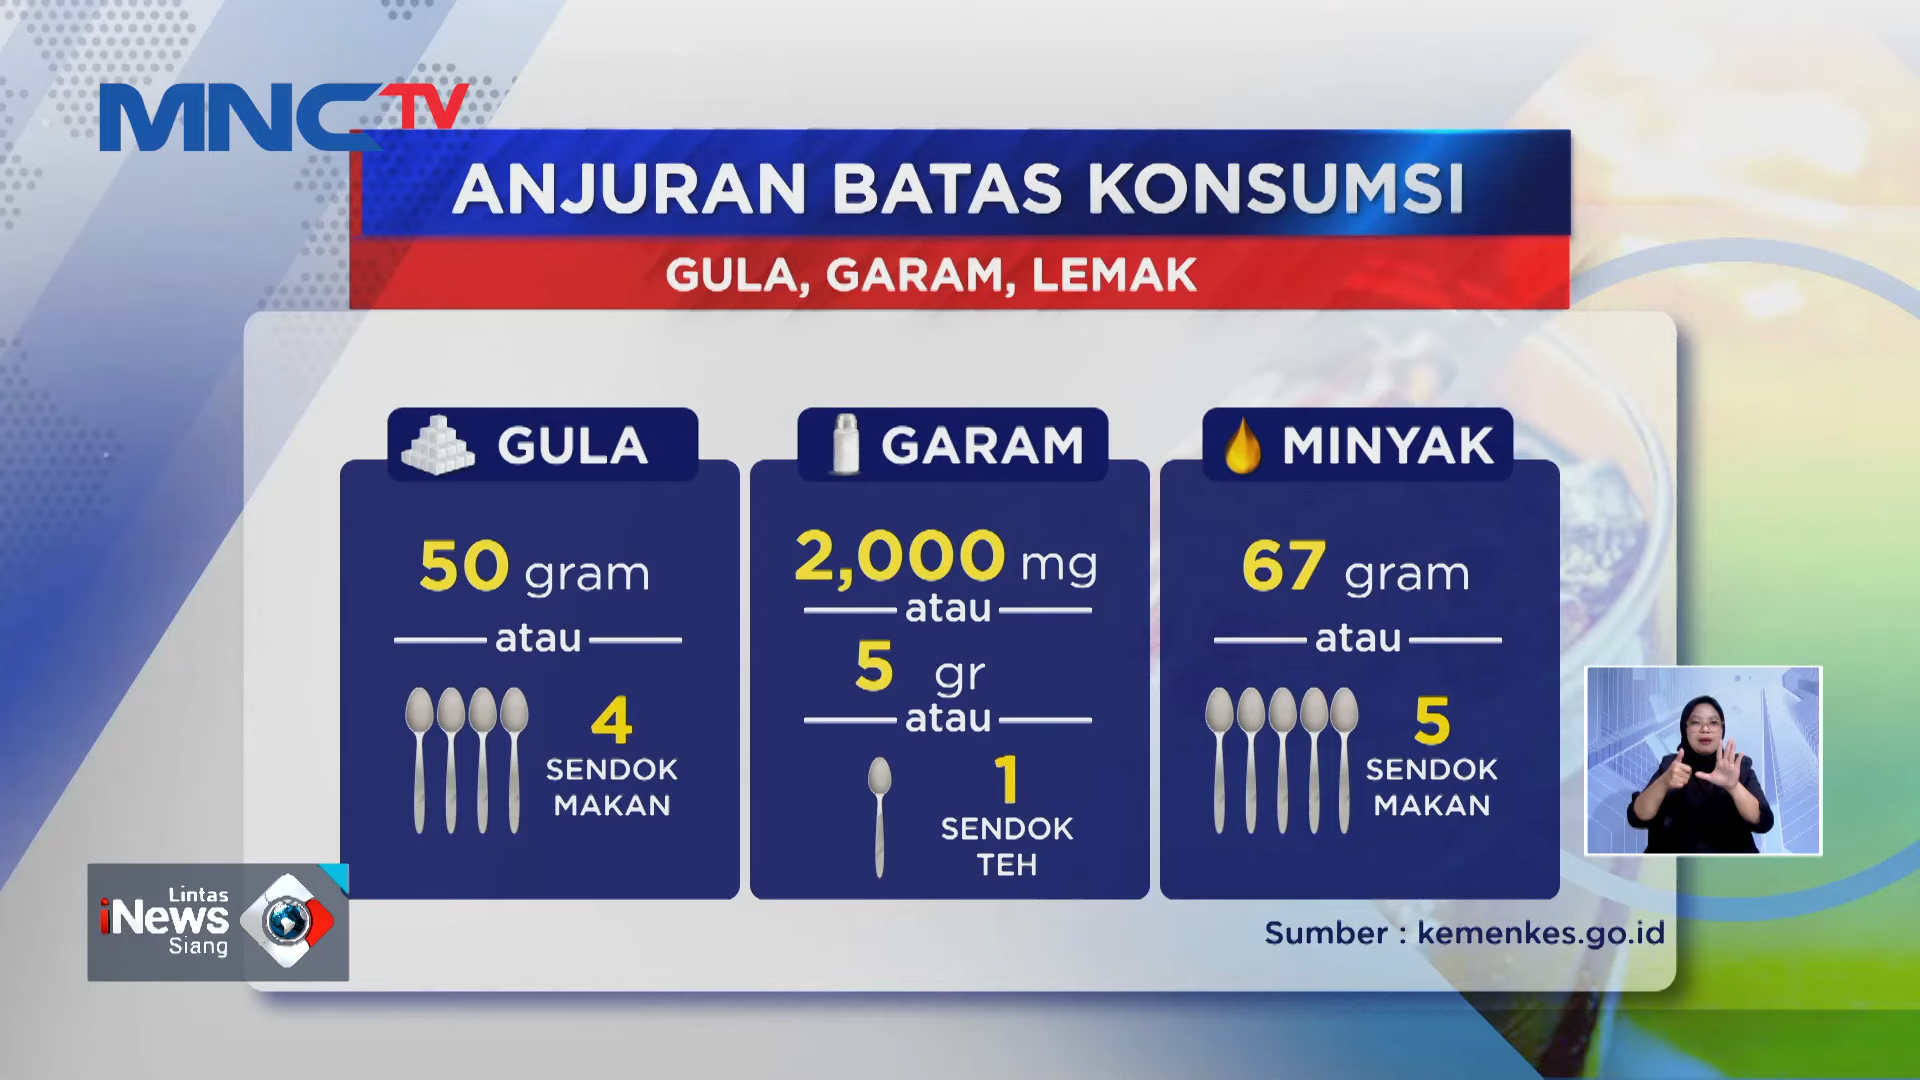 MNCTV
ANJURAN BATAS KONSUMSI
GULA, GARAM, LEMAK
GULA
50 gram
atau
4
SENDOK
MAKAN
GARAM
2,000 mg
atau
5 gr
atau
1
SENDOK
TEH
MINYAK
67 gram
atau
5
SENDOK
MAKAN
Lintas
iNews
Siang
Sumber : kemenkes.go.id